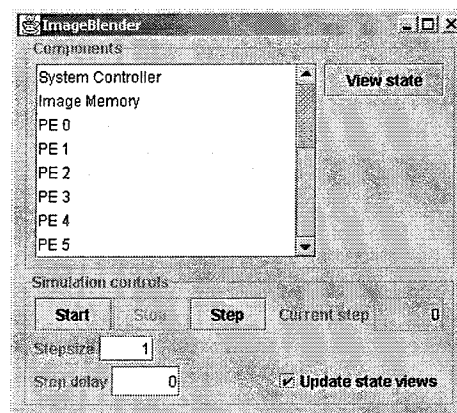 ImageBlender
Components
System Controller
Image Memory
PE 0
PE 1
PE 2
PE 3
PE 4
PE 5
View state
Simulation controls
Start Stop Step Current step 0
Stepsize 1
Step delay 0 Update state views